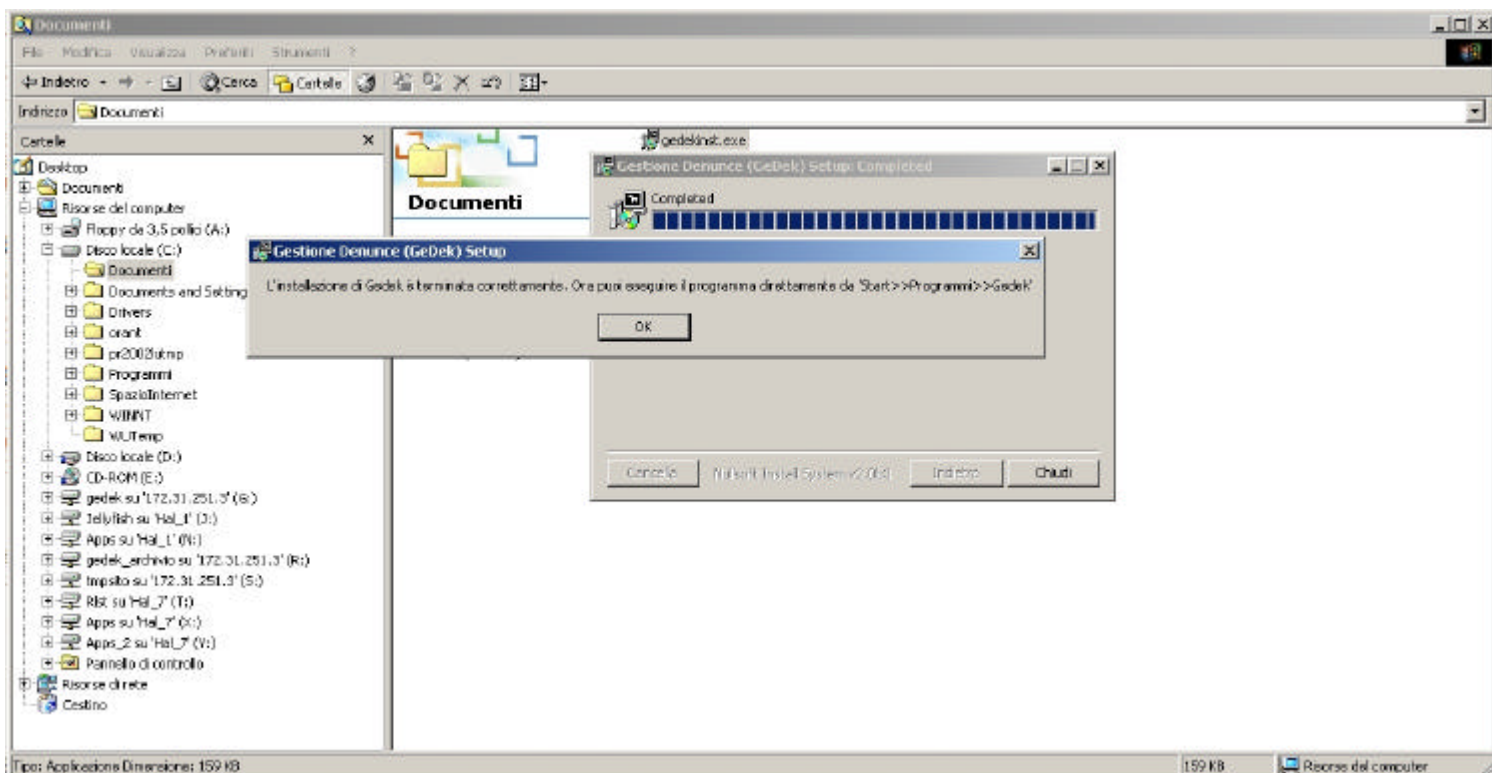 Documenti
File Modifica Visualizza Preferiti Strumenti ?
Indietro Cerca Cartelle
Indirizzo Documenti
Cartelle
Desktop
Documenti
Risorse del computer
Floppy da 3,5 pollici (A:)
Disco locale (C:)
Documenti
Documents and Setting
Drivers
orant
Programmi
SpazioInternet
WINNT
WUTemp
Disco locale (D:)
CD-ROM (E:)
gedek su '172.31.251.3' (G:)
Jellyfish su 'Hal_1' (J:)
Apps su 'Hal_1' (N:)
gedek_archivio su '172.31.251.3' (R:)
tmpsito su '172.31.251.3' (S:)
Rist su 'Hal_7' (T:)
Apps su 'Hal_7' (X:)
Apps_2 su 'Hal_7' (Y:)
Pannello di controllo
Risorse di rete
Cestino
Documenti
gedekinst.exe
Gestione Denunce (GeDek) Setup: Completed
Completed
Gestione Denunce (GeDek) Setup
L'installazione di Gedek è terminata correttamente. Ora puoi eseguire il programma direttamente da 'Start>>Programmi>>Gedek'
OK
Cancella Nullsoft Install System Indietro Chiudi
Tipo: Applicazione Dimensione: 159 KB 159 KB Risorse del computer